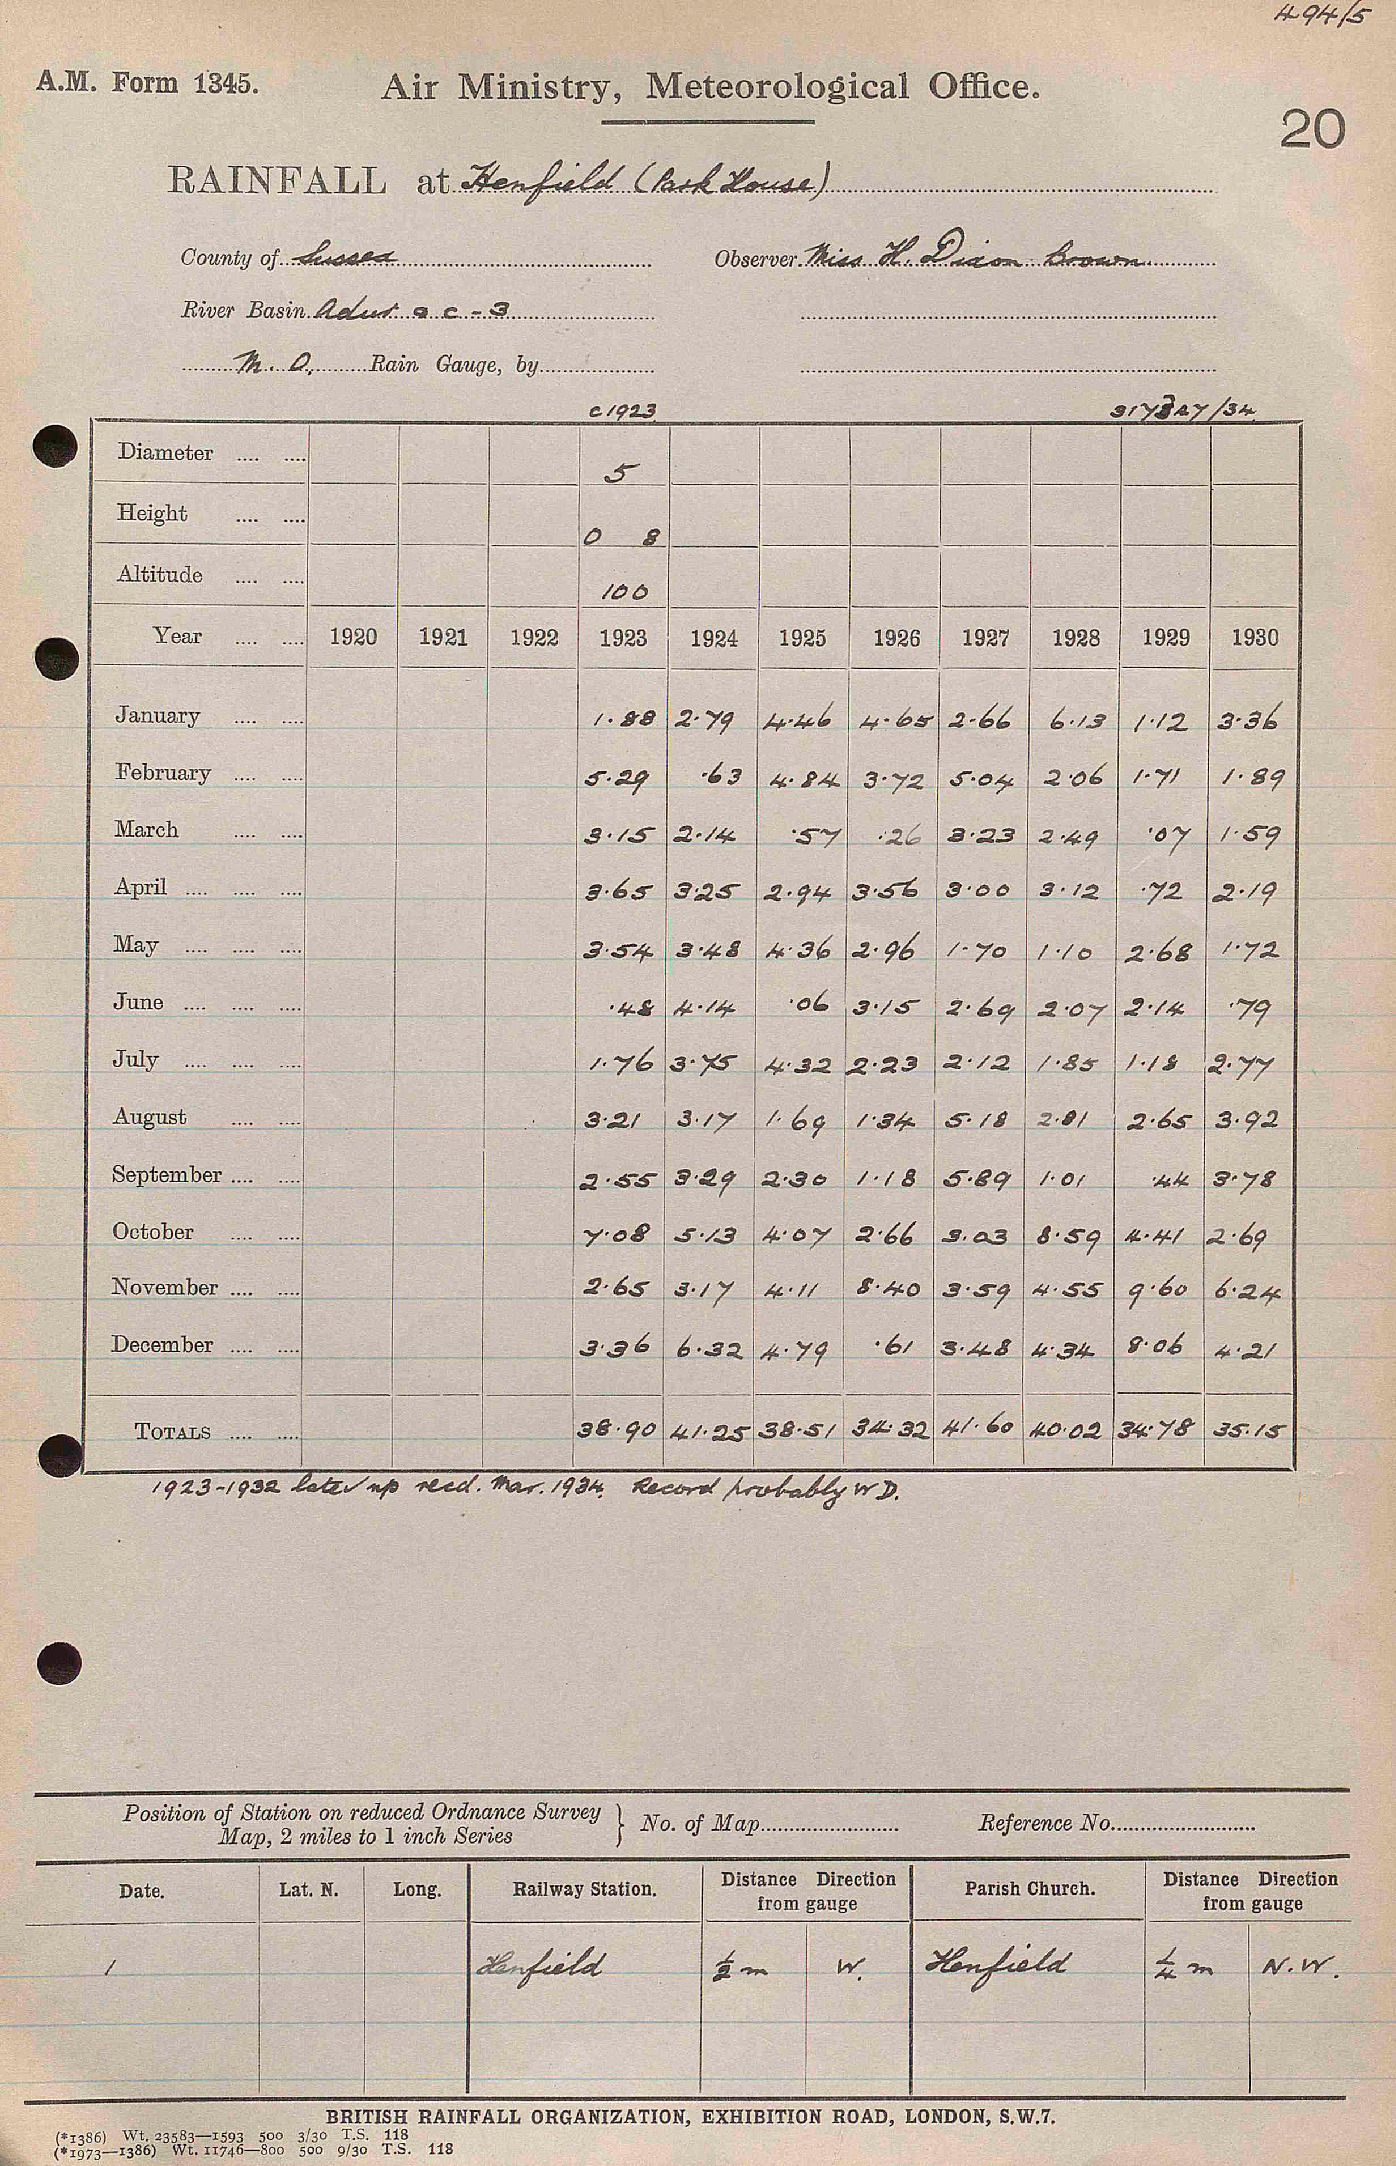 494/5
A.M. Form 1345. Air Ministry, Meteorological Office.
20
RAINFALL at Henfield (Park House)
County of Sussex Observer Miss H. Dixon Brown
River Basin Adur a c - 3
M. O. Rain Gauge, by
c 1923 /34
Diameter .... .... 5
Height .... .... 0 8
Altitude .... .... 100
Year .... .... 1920 1921 1922 1923 1924 1925 1926 1927 1928 1929 1930
January .... .... 1.88 2.79 4.46 4.65 2.66 6.13 1.12 3.36
February .... .... 5.29 .63 4.84 3.72 5.04 2.06 1.71 1.89
March .... .... 3.15 2.14 .57 .26 3.23 2.49 .07 1.59
April .... .... .... 3.65 3.25 2.94 3.56 3.00 3.12 .72 2.19
May .... .... .... 3.54 3.48 4.36 2.96 1.70 1.10 2.68 1.72
June .... .... .... .48 4.14 .06 3.15 2.69 2.07 2.14 .79
July .... .... .... 1.76 3.75 4.32 2.23 2.12 1.85 1.18 2.77
August .... .... 3.21 3.17 1.69 1.34 5.18 2.81 2.65 3.92
September .... .... 2.55 3.29 2.30 1.18 5.89 1.01 .44 3.78
October .... .... 7.08 5.13 4.07 2.66 3.03 8.59 4.41 2.69
November .... .... 2.65 3.17 4.11 8.40 3.59 4.55 9.60 6.24
December .... .... 3.36 6.32 4.79 .61 3.48 4.34 8.06 4.21
TOTALS .... .... 38.90 41.25 38.51 34.32 41.60 40.02 34.78 35.15
1923-1932 recd. Mar. 1934. Record probably W D.
Position of Station on reduced Ordnance Survey
Map, 2 miles to 1 inch Series } No. of Map Reference No.
Date. Lat. N. Long. Railway Station. Distance Direction from gauge Parish Church. Distance Direction from gauge
1 Henfield ½ m W. Henfield ¼ m N.W.
BRITISH RAINFALL ORGANIZATION, EXHIBITION ROAD, LONDON, S.W.7.
(*1386) Wt. 23583—1593 500 3/30 T.S. 118
(*1973—1386) Wt. 11746—800 500 9/30 T.S. 118